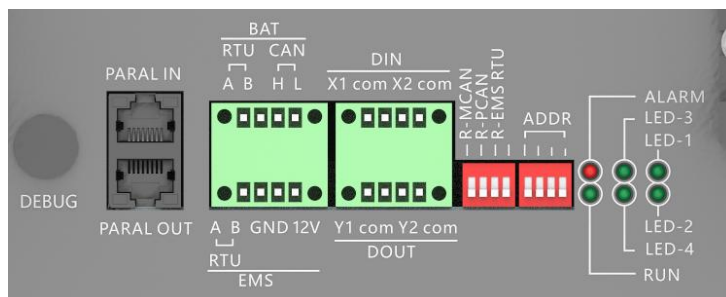 BAT
RTU CAN
A B H L
DIN
X1 com X2 com
PARAL IN
PARAL OUT
DEBUG
R-MCAN
R-PCAN
R-EMS RTU
ADDR
ALARM
LED-3
LED-1
LED-2
LED-4
RUN
A B GND 12V
RTU
EMS
Y1 com Y2 com
DOUT